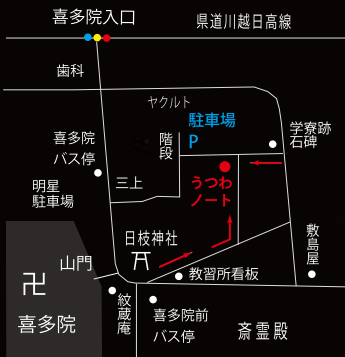 喜多院入口
県道川越日高線
歯科
ヤクルト
駐車場
P
階段
学寮跡
石碑
喜多院
バス停
明星
駐車場
三上
うつわ
ノート
日枝神社
敷島屋
山門
卍
喜多院
教習所看板
紋蔵庵
喜多院前
バス停
斎霊殿